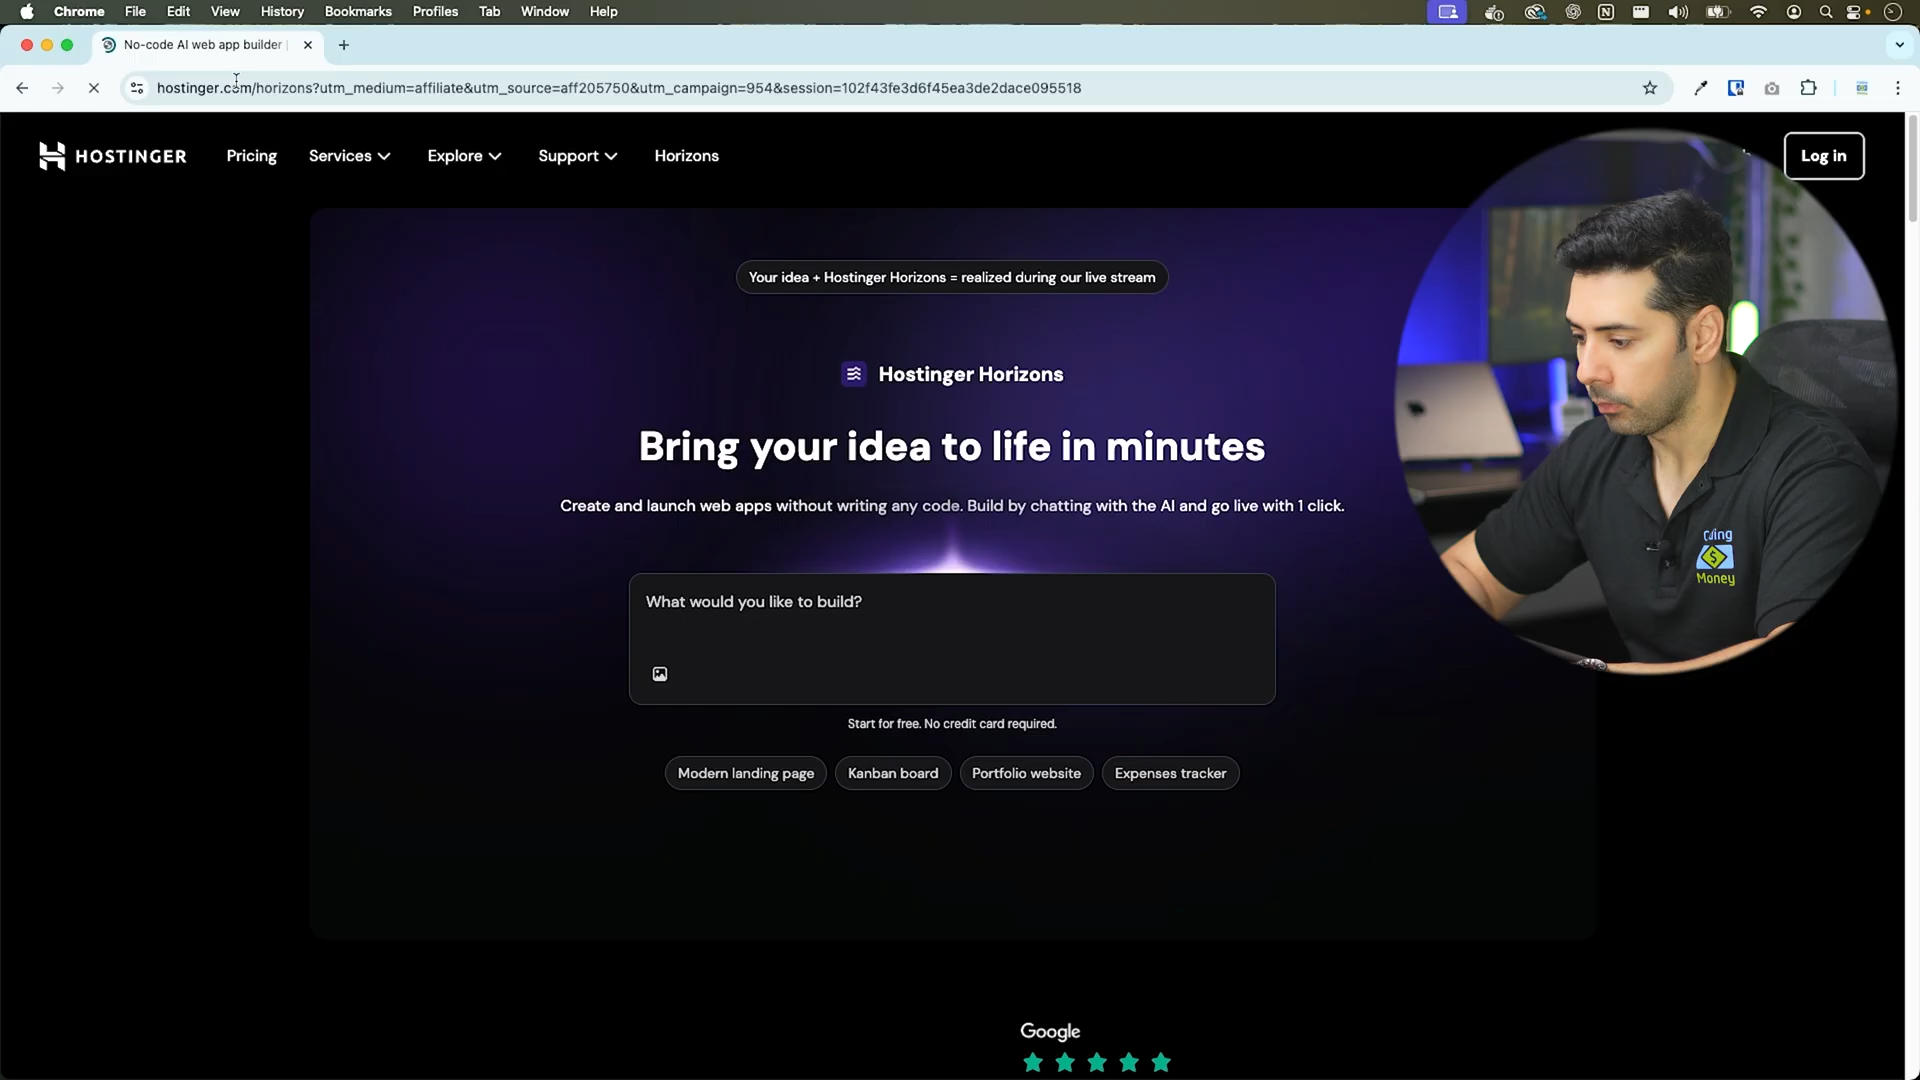 Chrome File Edit View History Bookmarks Profiles Tab Window Help
No-code AI web app builder
hostinger.com/horizons?utm_medium=affiliate&utm_source=aff205750&utm_campaign=954&session=102f43fe3d6f45ea3de2dace095518
HOSTINGER Pricing Services Explore Support Horizons Log in
Your idea + Hostinger Horizons = realized during our live stream
Hostinger Horizons
Bring your idea to life in minutes
Create and launch web apps without writing any code. Build by chatting with the AI and go live with 1 click.
What would you like to build?
Start for free. No credit card required.
Modern landing page Kanban board Portfolio website Expenses tracker
Google
$
Money